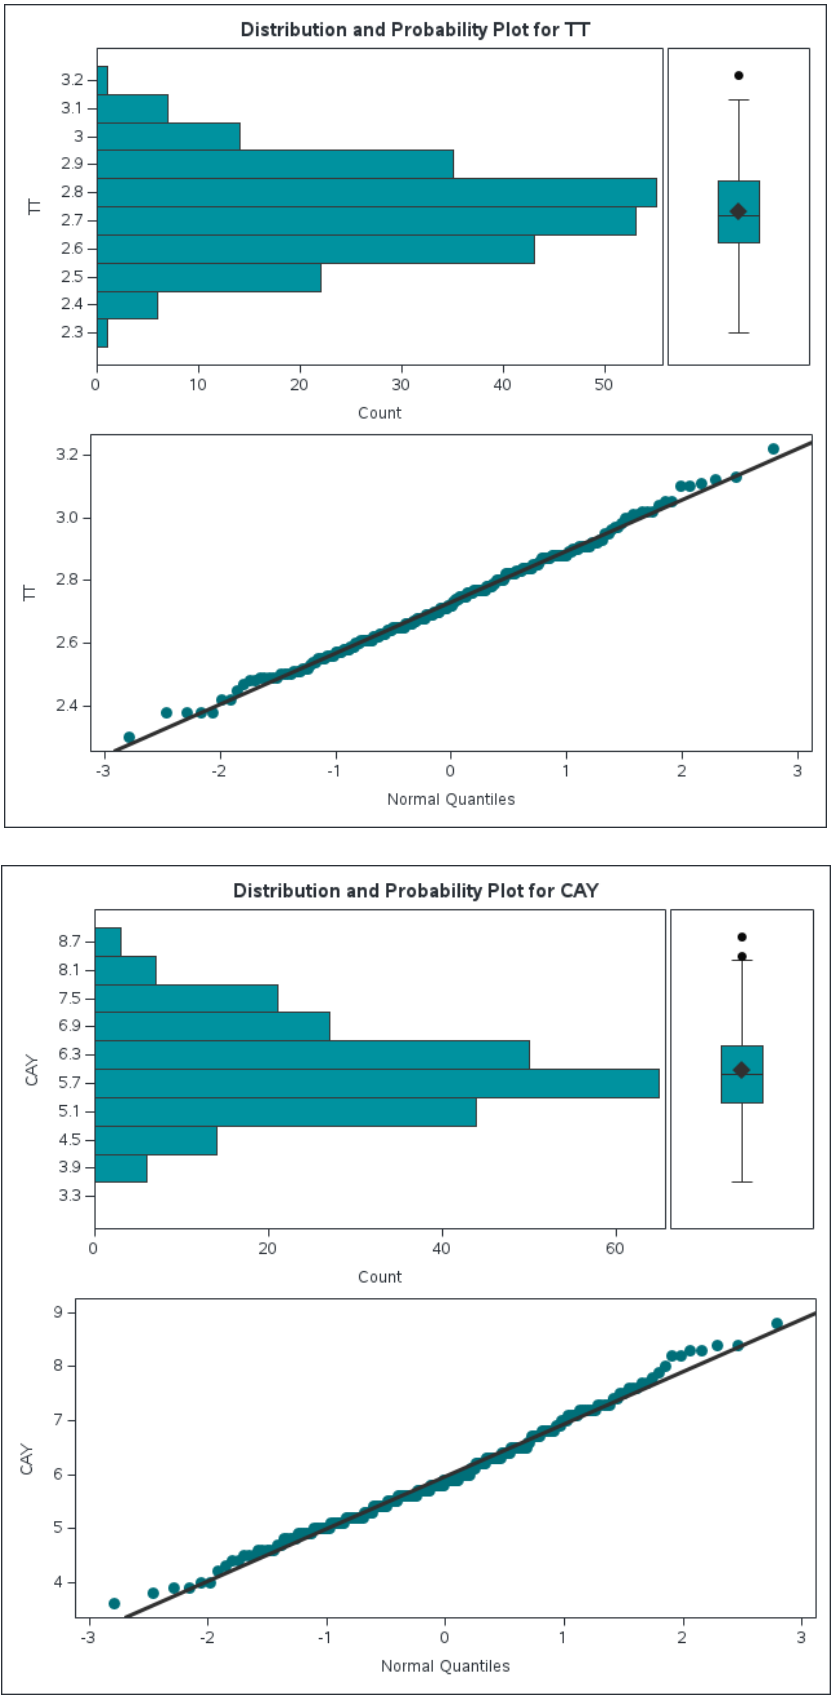 Distribution and Probability Plot for TT
3.2
3.1
3
2.9
2.8
2.7
2.6
2.5
2.4
2.3
TT
0 10 20 30 40 50
Count
3.2
3.0
2.8
2.6
2.4
TT
-3 -2 -1 0 1 2 3
Normal Quantiles
Distribution and Probability Plot for CAY
8.7
8.1
7.5
6.9
6.3
5.7
5.1
4.5
3.9
3.3
CAY
0 20 40 60
Count
9
8
7
6
5
4
CAY
-3 -2 -1 0 1 2 3
Normal Quantiles